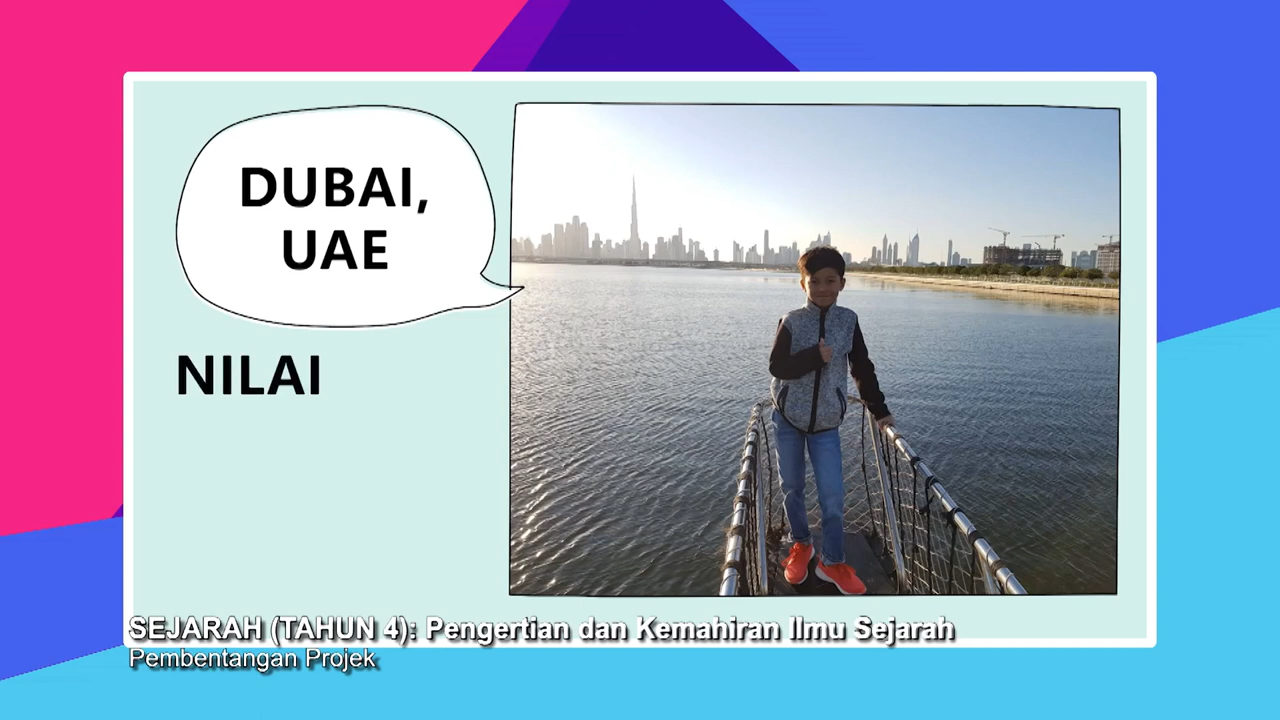 DUBAI,
UAE
NILAI
SEJARAH (TAHUN 4): Pengertian dan Kemahiran Ilmu Sejarah
Pembentangan Projek